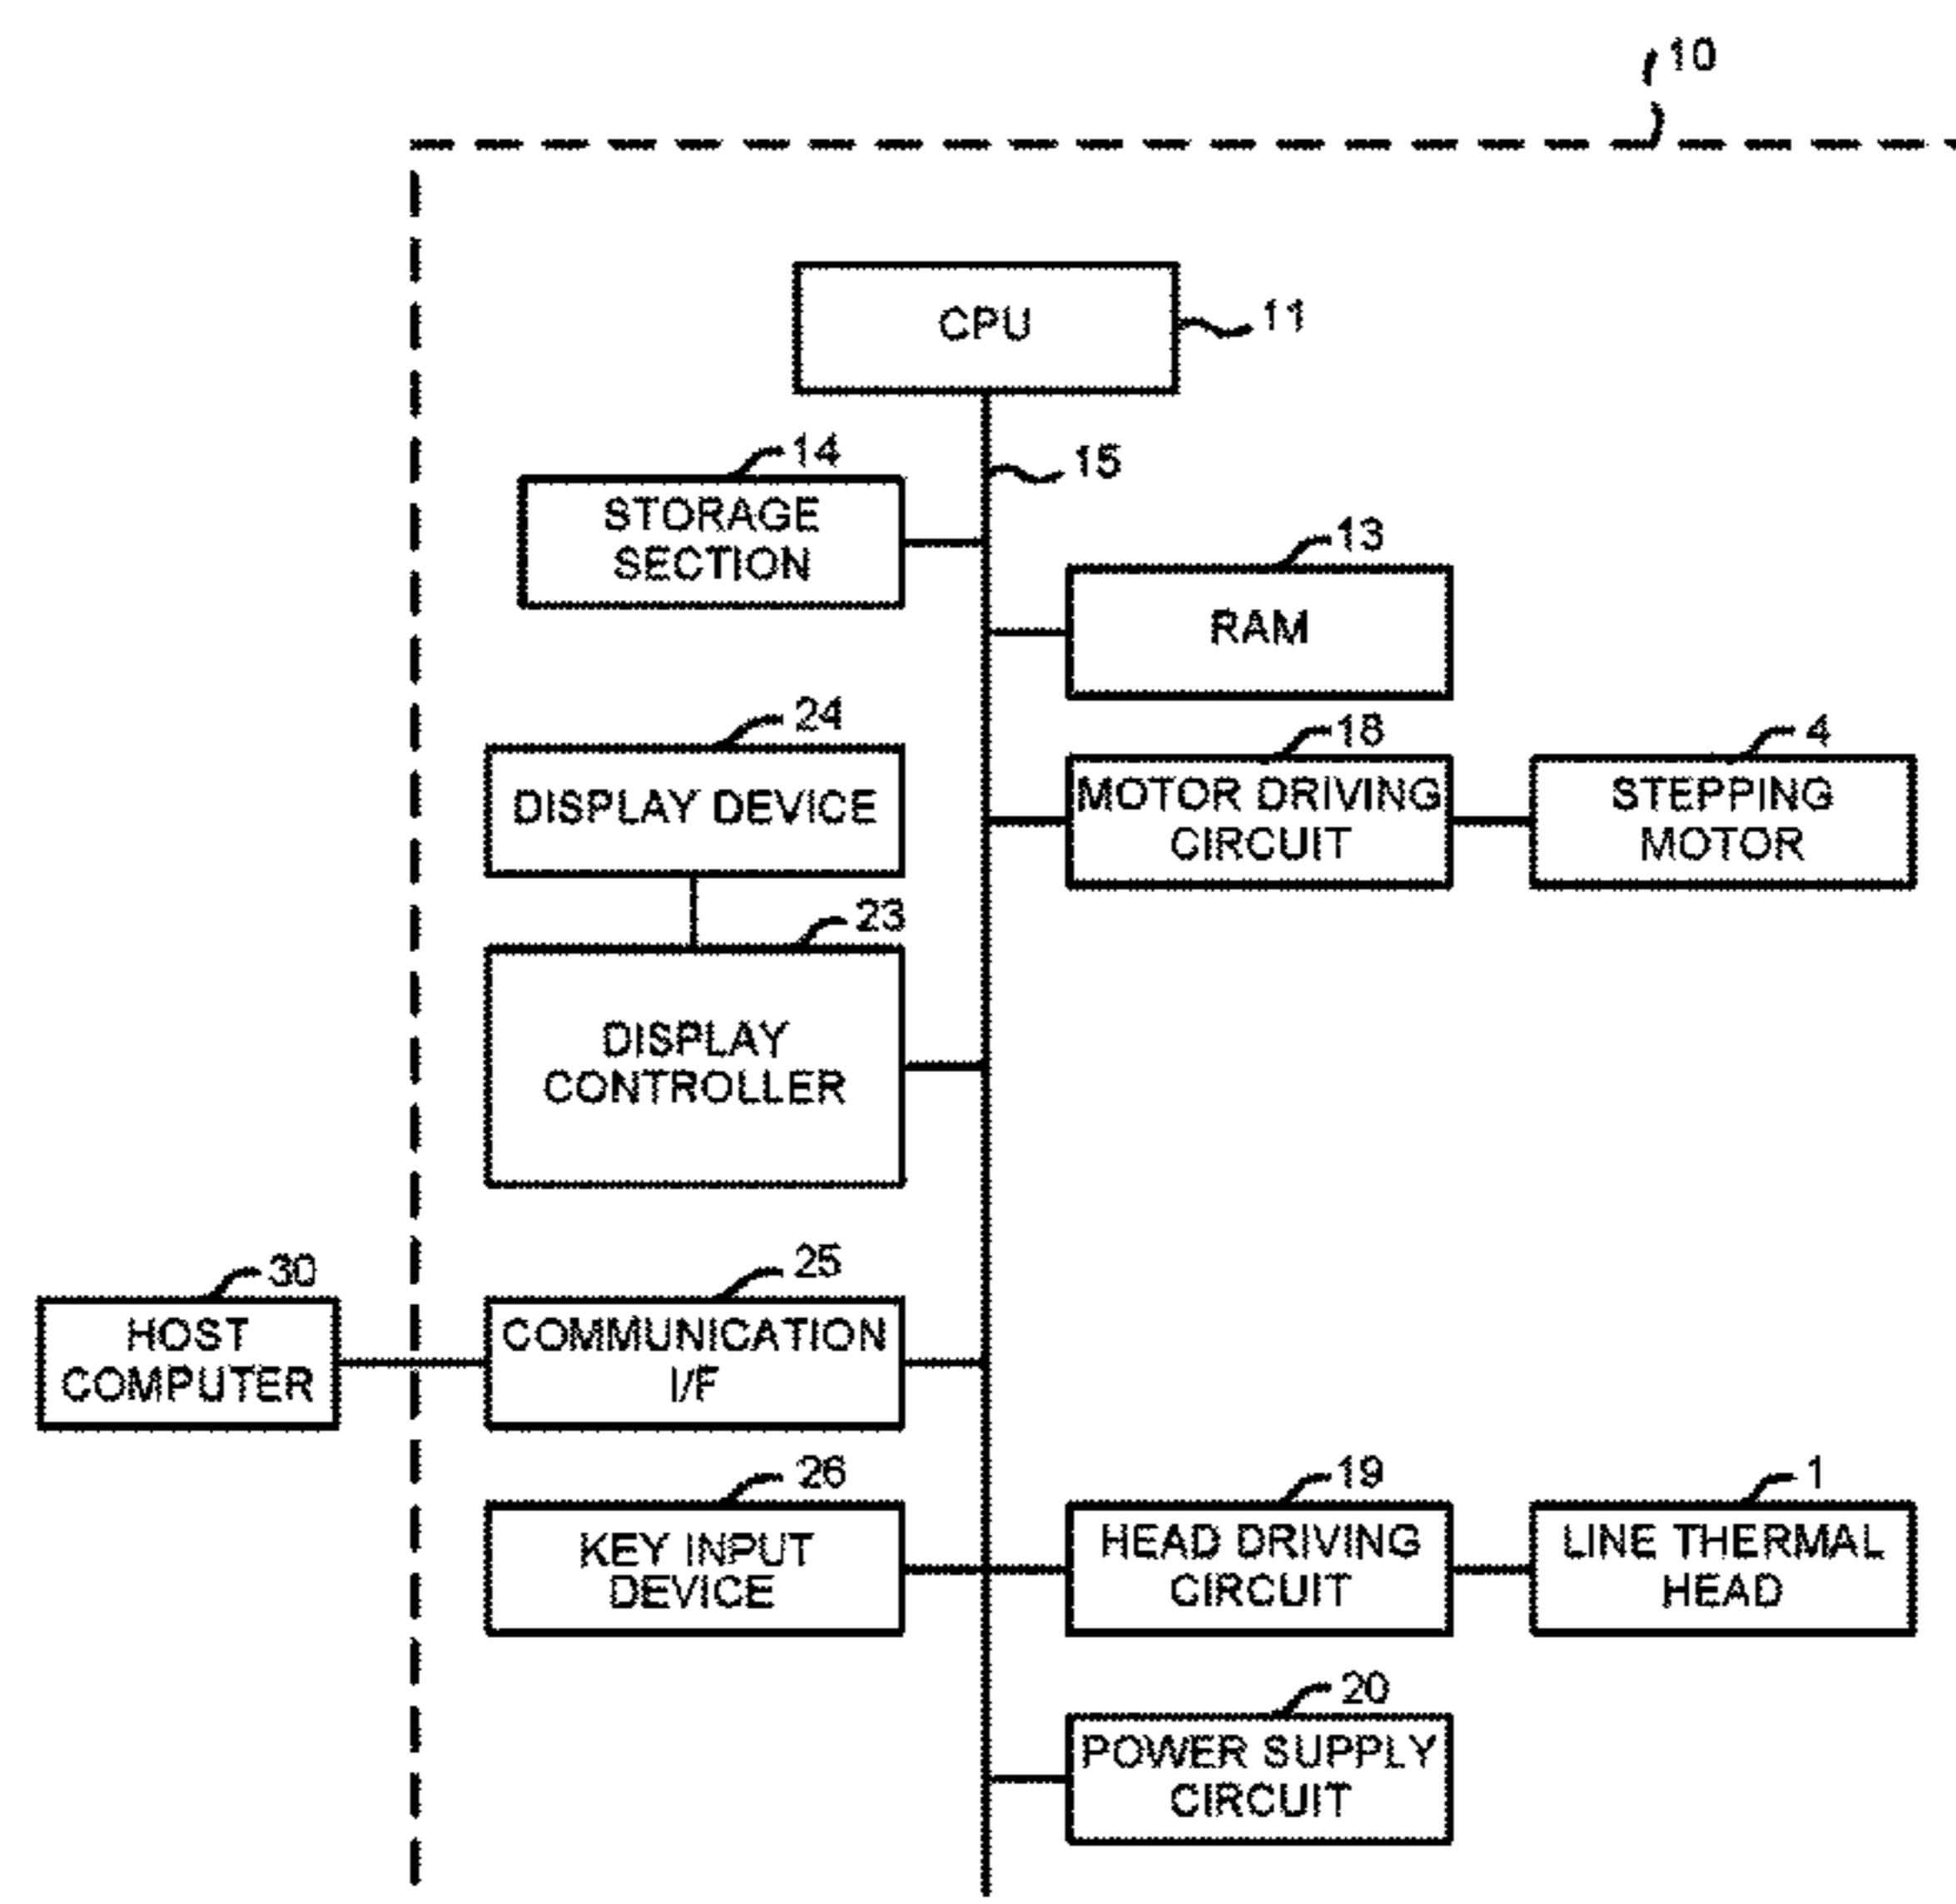 10
CPU
11
14
15
STORAGE
SECTION
13
RAM
24
DISPLAY DEVICE
18
MOTOR DRIVING
CIRCUIT
4
STEPPING
MOTOR
23
DISPLAY
CONTROLLER
30
HOST
COMPUTER
25
COMMUNICATION
I/F
26
KEY INPUT
DEVICE
19
HEAD DRIVING
CIRCUIT
1
LINE THERMAL
HEAD
20
POWER SUPPLY
CIRCUIT